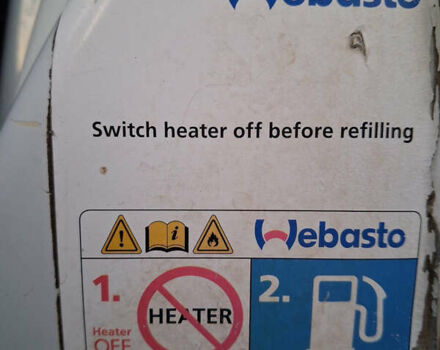 Webasto
Switch heater off before refilling
Webasto
1.
HEATER
Heater
OFF
2.